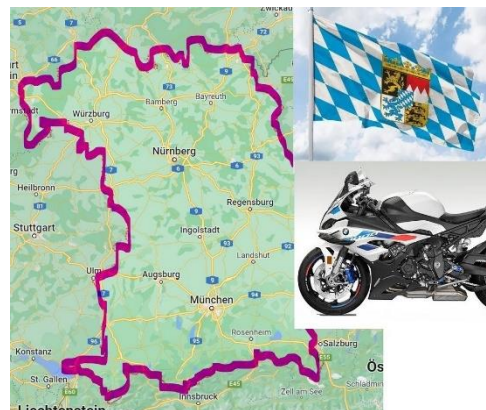 Zwickau
Würzburg
Bamberg
Bayreuth
Nürnberg
Heilbronn
Regensburg
Stuttgart
Ingolstadt
Landshut
Ulm
Augsburg
München
Rosenheim
Salzburg
Konstanz
St. Gallen
Zell am See
Innsbruck
Liechtenstein